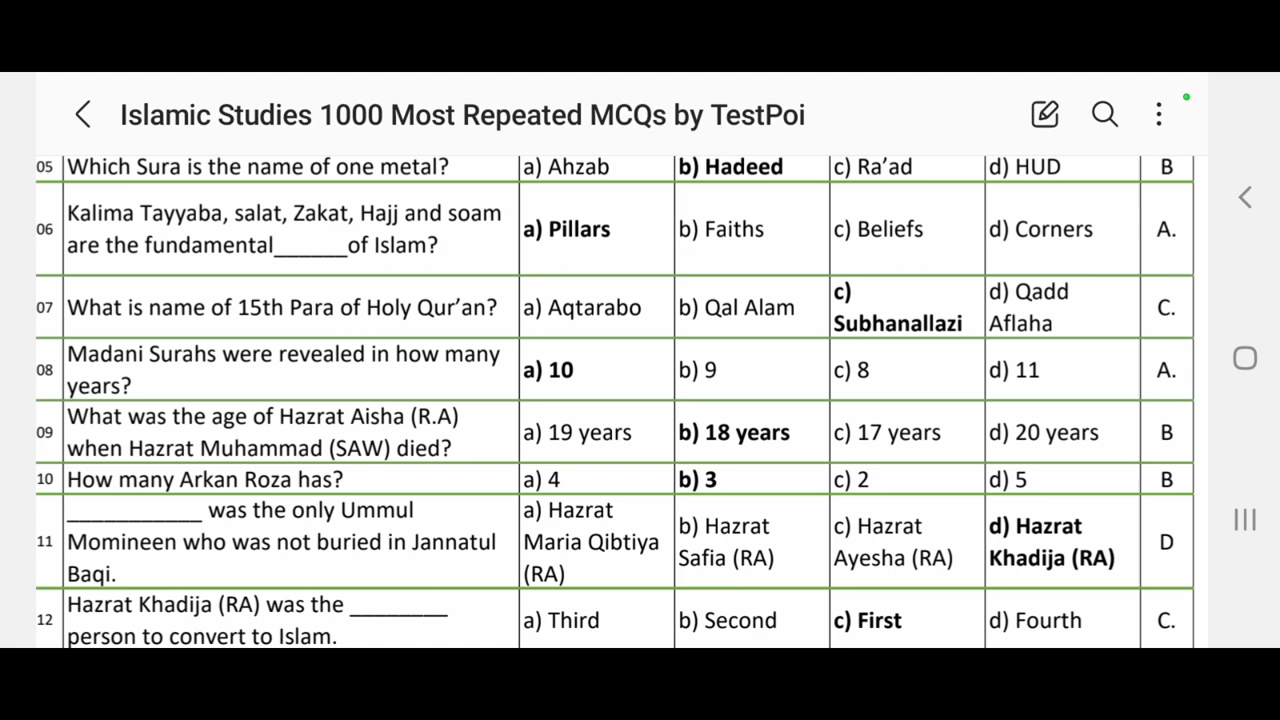 Islamic Studies 1000 Most Repeated MCQs by TestPoi
05 Which Sura is the name of one metal? a) Ahzab b) Hadeed c) Ra’ad d) HUD B
06 Kalima Tayyaba, salat, Zakat, Hajj and soam
are the fundamental______of Islam? a) Pillars b) Faiths c) Beliefs d) Corners A.
07 What is name of 15th Para of Holy Qur’an? a) Aqtarabo b) Qal Alam c)
Subhanallazi d) Qadd
Aflaha C.
08 Madani Surahs were revealed in how many
years? a) 10 b) 9 c) 8 d) 11 A.
09 What was the age of Hazrat Aisha (R.A)
when Hazrat Muhammad (SAW) died? a) 19 years b) 18 years c) 17 years d) 20 years B
10 How many Arkan Roza has? a) 4 b) 3 c) 2 d) 5 B
11 ___________ was the only Ummul
Momineen who was not buried in Jannatul
Baqi. a) Hazrat
Maria Qibtiya
(RA) b) Hazrat
Safia (RA) c) Hazrat
Ayesha (RA) d) Hazrat
Khadija (RA) D
12 Hazrat Khadija (RA) was the ________
person to convert to Islam. a) Third b) Second c) First d) Fourth C.